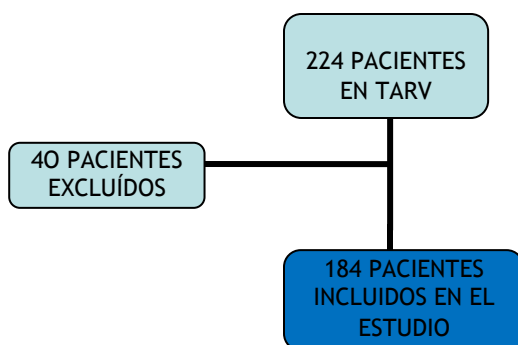 224 PACIENTES
EN TARV
40 PACIENTES
EXCLUÍDOS
184 PACIENTES
INCLUIDOS EN EL
ESTUDIO